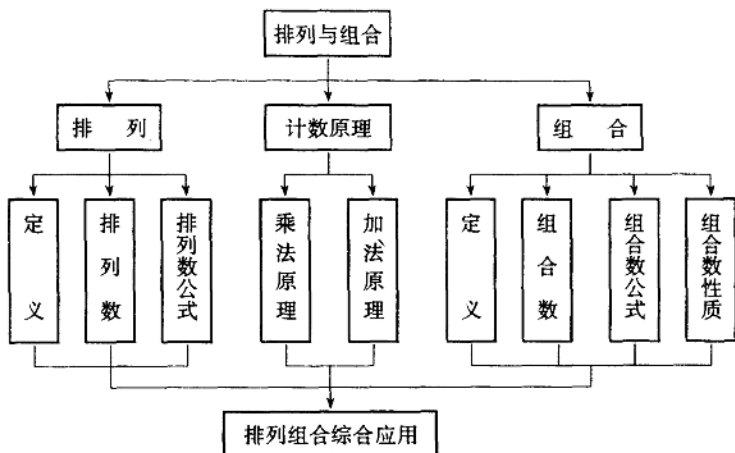 排列与组合
排 列
计数原理
组 合
定义
排列数
排列数公式
乘法原理
加法原理
定义
组合数
组合数公式
组合数性质
排列组合综合应用